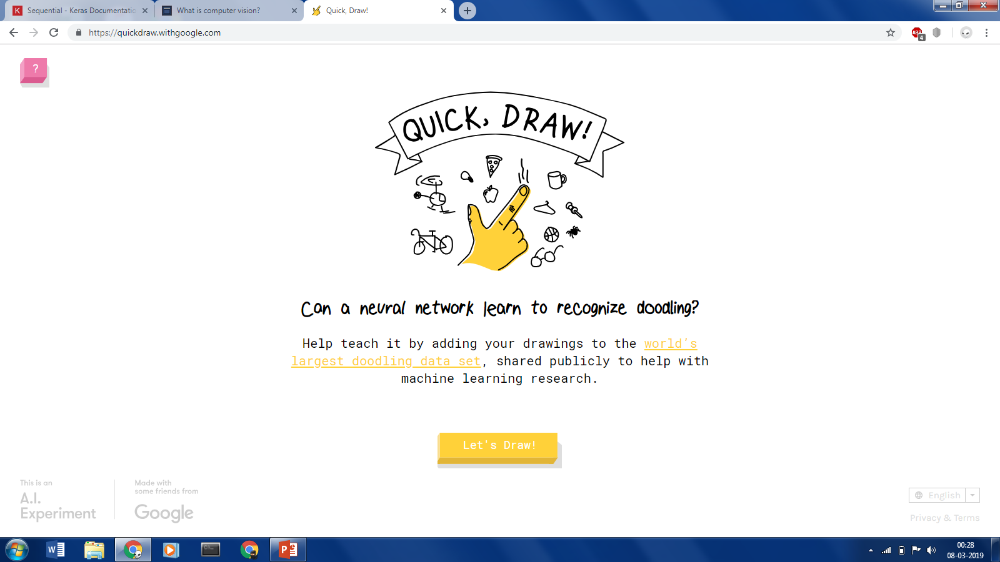 Sequential - Keras Documentatio
What is computer vision?
Quick, Draw!
https://quickdraw.withgoogle.com
ABP
4
?
QUICK, DRAW!
Can a neural network learn to recognize doodling?
Help teach it by adding your drawings to the world's
largest doodling data set, shared publicly to help with
machine learning research.
Let's Draw!
This is an
A.I.
Experiment
Made with
some friends from
Google
English
Privacy & Terms
00:28
08-03-2019